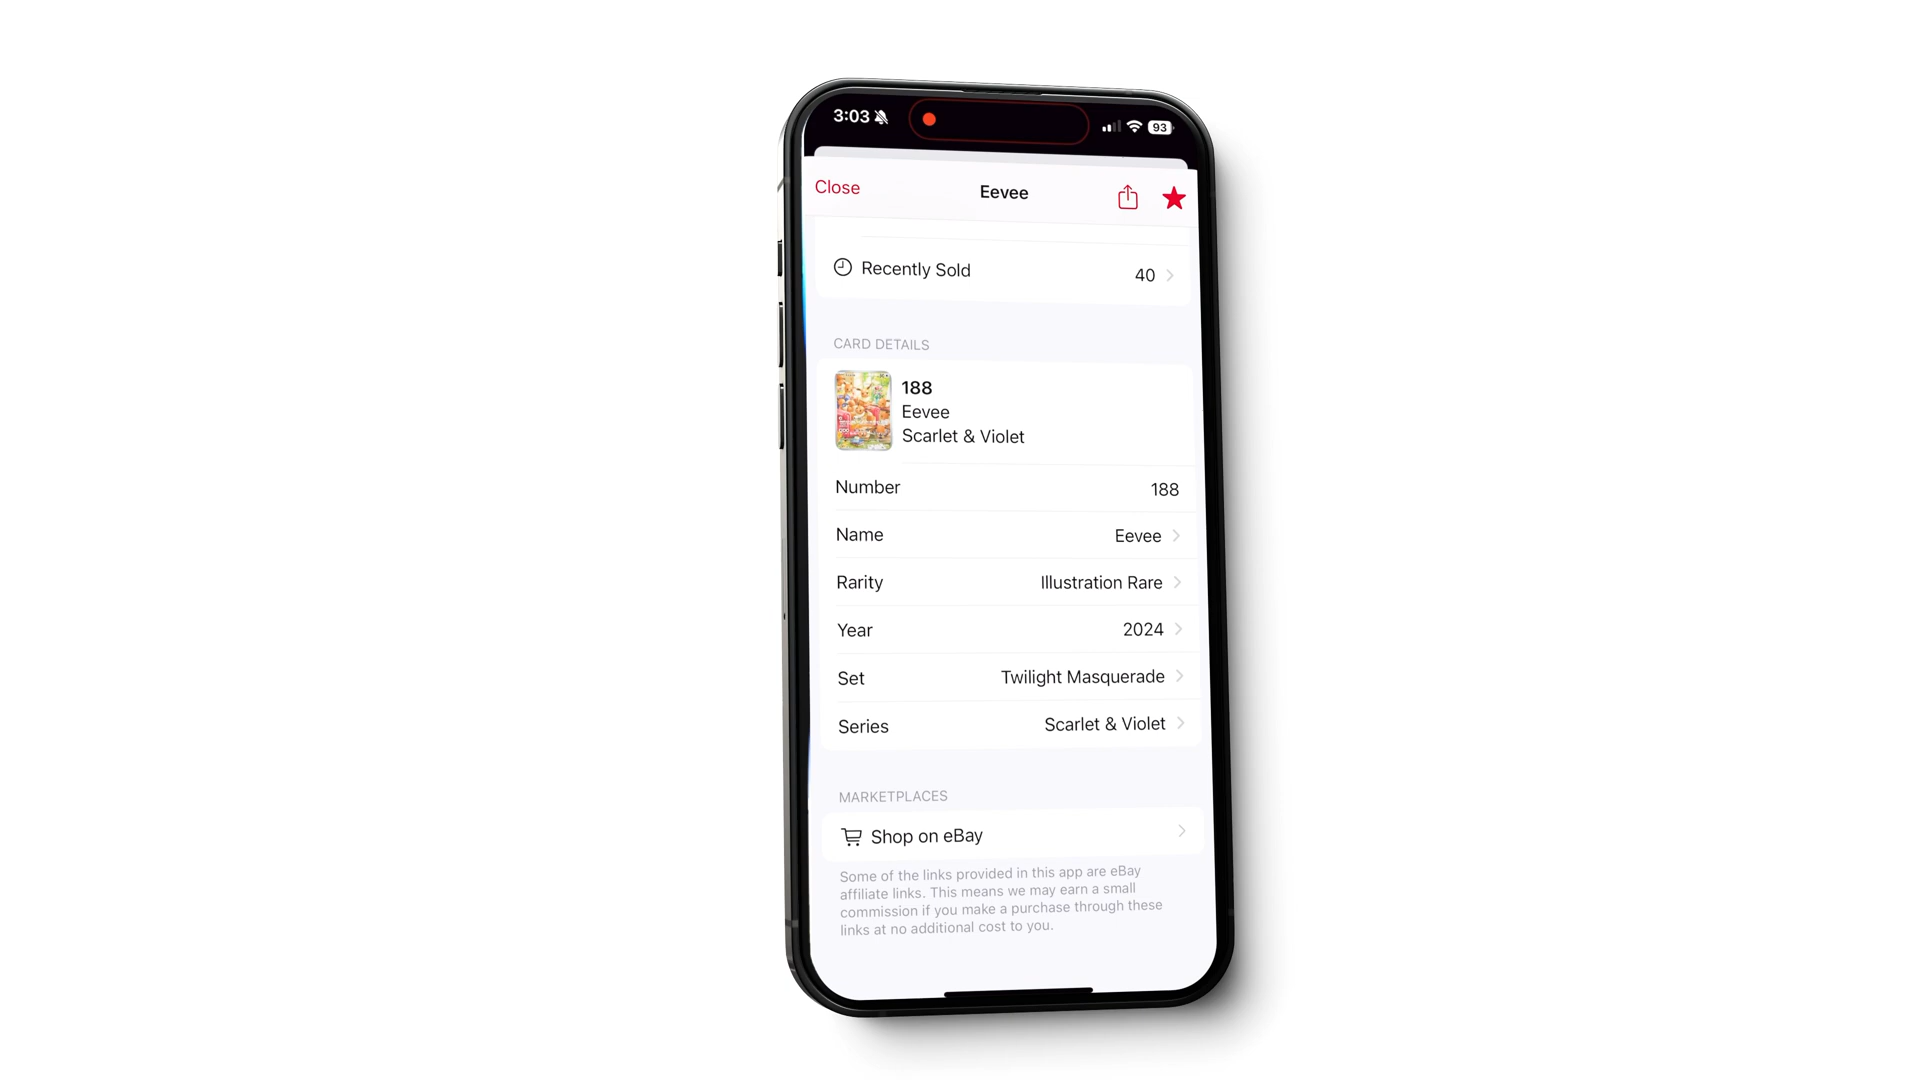 3:03
93
Close
Eevee
Recently Sold
40
CARD DETAILS
188
Eevee
Scarlet & Violet
Number
188
Name
Eevee
Rarity
Illustration Rare
Year
2024
Set
Twilight Masquerade
Series
Scarlet & Violet
MARKETPLACES
Shop on eBay
Some of the links provided in this app are eBay
affiliate links. This means we may earn a small
commission if you make a purchase through these
links at no additional cost to you.